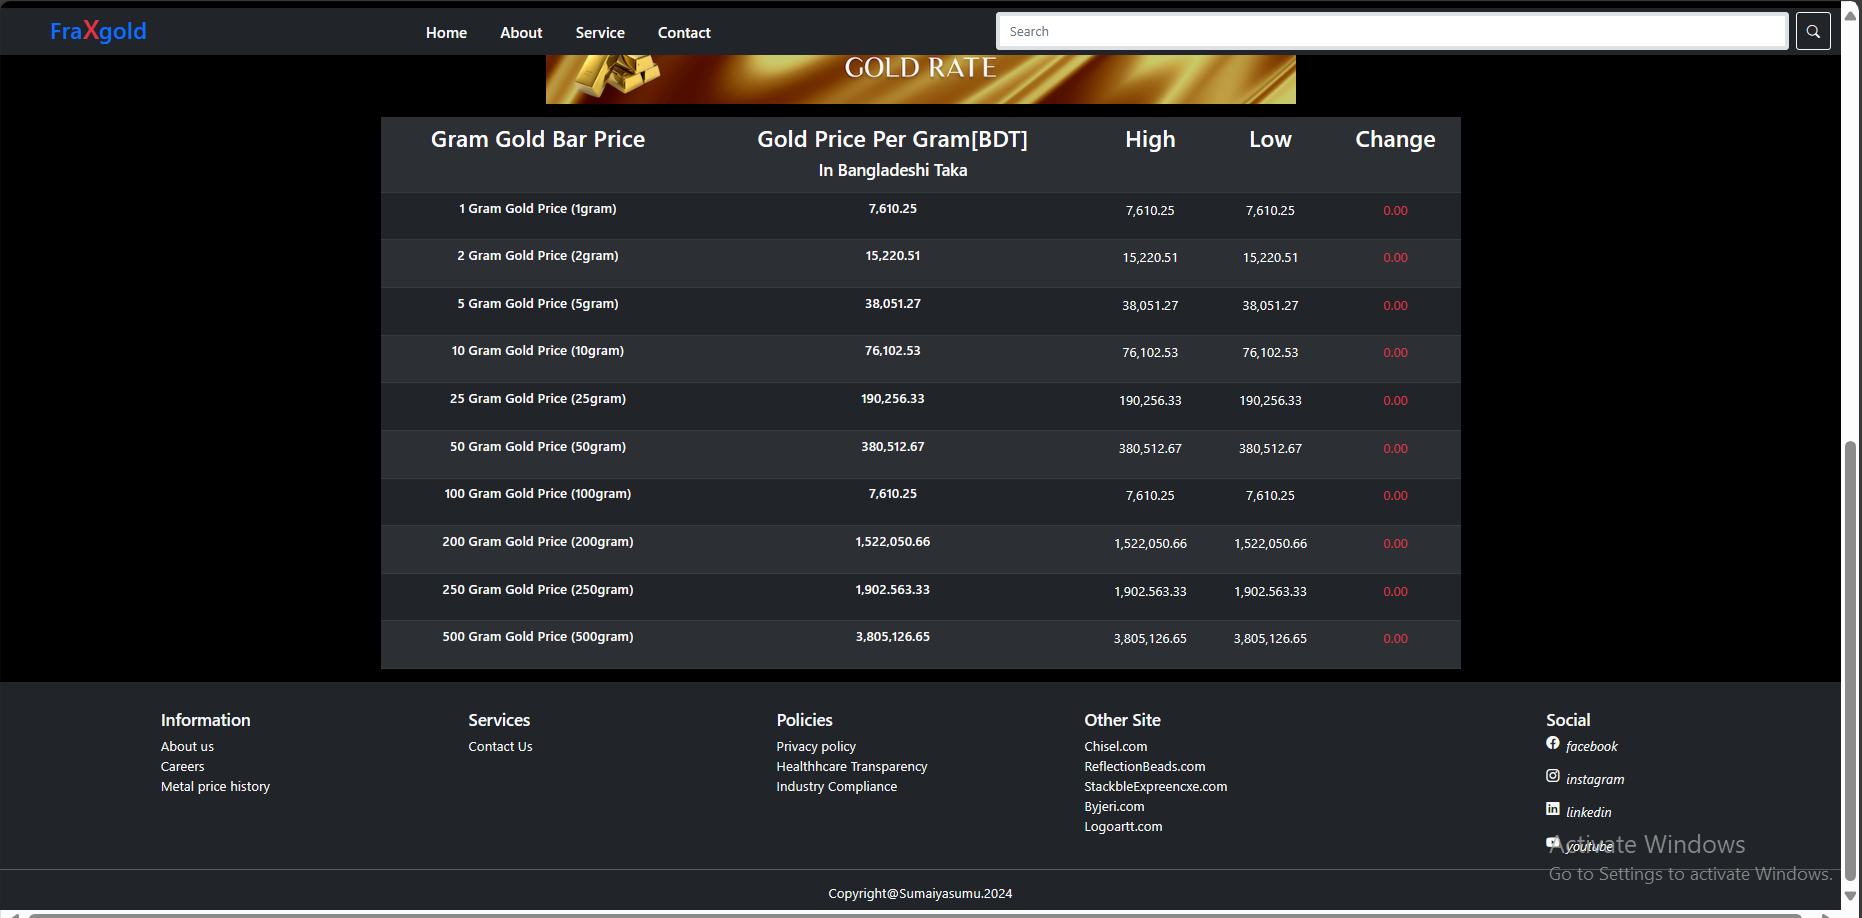 FraXgold Home About Service Contact Search
GOLD RATE
Gram Gold Bar Price Gold Price Per Gram[BDT] High Low Change
In Bangladeshi Taka
1 Gram Gold Price (1gram) 7,610.25 7,610.25 7,610.25 0.00
2 Gram Gold Price (2gram) 15,220.51 15,220.51 15,220.51 0.00
5 Gram Gold Price (5gram) 38,051.27 38,051.27 38,051.27 0.00
10 Gram Gold Price (10gram) 76,102.53 76,102.53 76,102.53 0.00
25 Gram Gold Price (25gram) 190,256.33 190,256.33 190,256.33 0.00
50 Gram Gold Price (50gram) 380,512.67 380,512.67 380,512.67 0.00
100 Gram Gold Price (100gram) 7,610.25 7,610.25 7,610.25 0.00
200 Gram Gold Price (200gram) 1,522,050.66 1,522,050.66 1,522,050.66 0.00
250 Gram Gold Price (250gram) 1,902.563.33 1,902.563.33 1,902.563.33 0.00
500 Gram Gold Price (500gram) 3,805,126.65 3,805,126.65 3,805,126.65 0.00
Information
About us
Careers
Metal price history
Services
Contact Us
Policies
Privacy policy
Healthhcare Transparency
Industry Compliance
Other Site
Chisel.com
ReflectionBeads.com
StackbleExpreencxe.com
Byjeri.com
Logoartt.com
Social
facebook
instagram
linkedin
youtube
Activate Windows
Go to Settings to activate Windows.
Copyright@Sumaiyasumu.2024